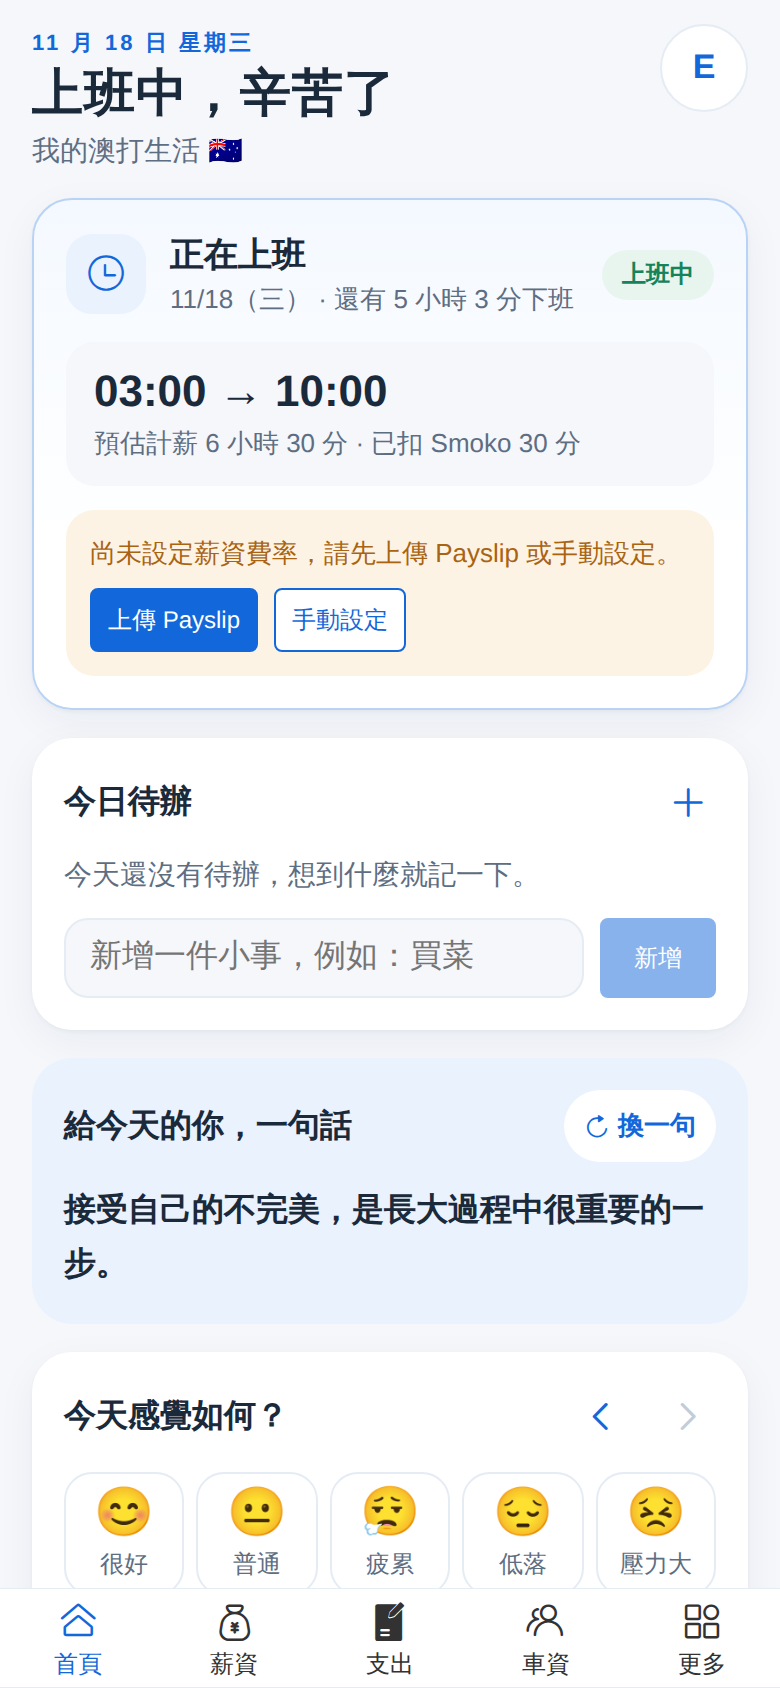 11 月 18 日 星期三
上班中，辛苦了
E
我的澳打生活 🇦🇺
正在上班
11/18（三） · 還有 5 小時 3 分下班
上班中
03:00 → 10:00
預估計薪 6 小時 30 分 · 已扣 Smoko 30 分
尚未設定薪資費率，請先上傳 Payslip 或手動設定。
上傳 Payslip
手動設定
今日待辦
今天還沒有待辦，想到什麼就記一下。
新增一件小事，例如：買菜
新增
給今天的你，一句話
換一句
接受自己的不完美，是長大過程中很重要的一
步。
今天感覺如何？
很好
普通
疲累
低落
壓力大
首頁
薪資
支出
車資
更多